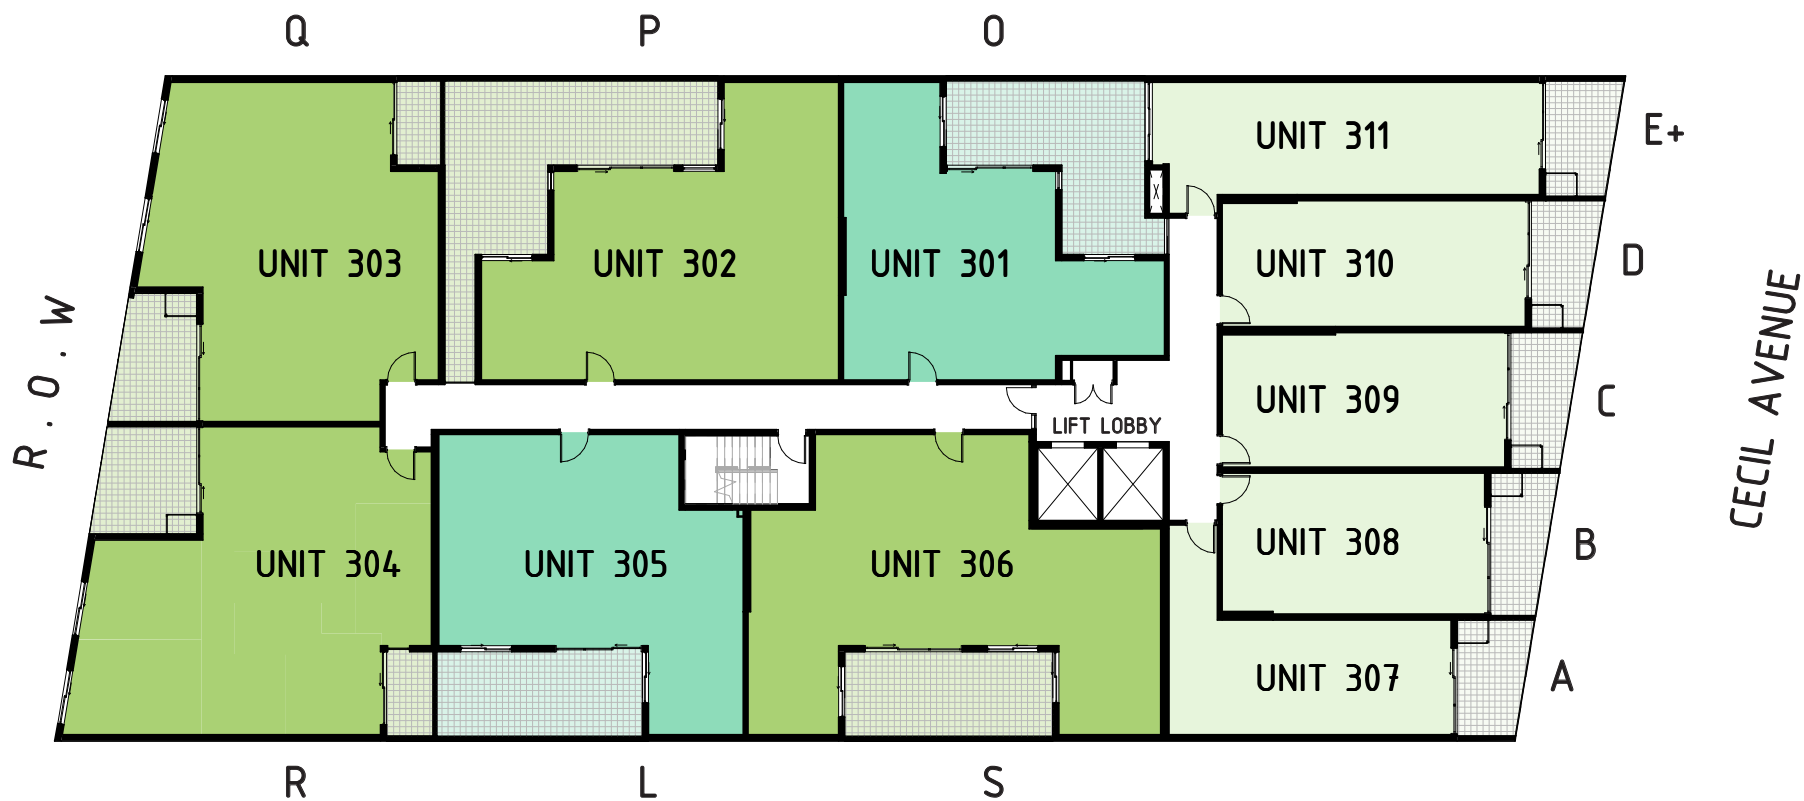 Q P O
UNIT 311 E+
UNIT 303 UNIT 302 UNIT 301 UNIT 310 D
R.O.W
UNIT 309 C
CECIL AVENUE
LIFT LOBBY
UNIT 304 UNIT 305 UNIT 306 UNIT 308 B
UNIT 307 A
R L S